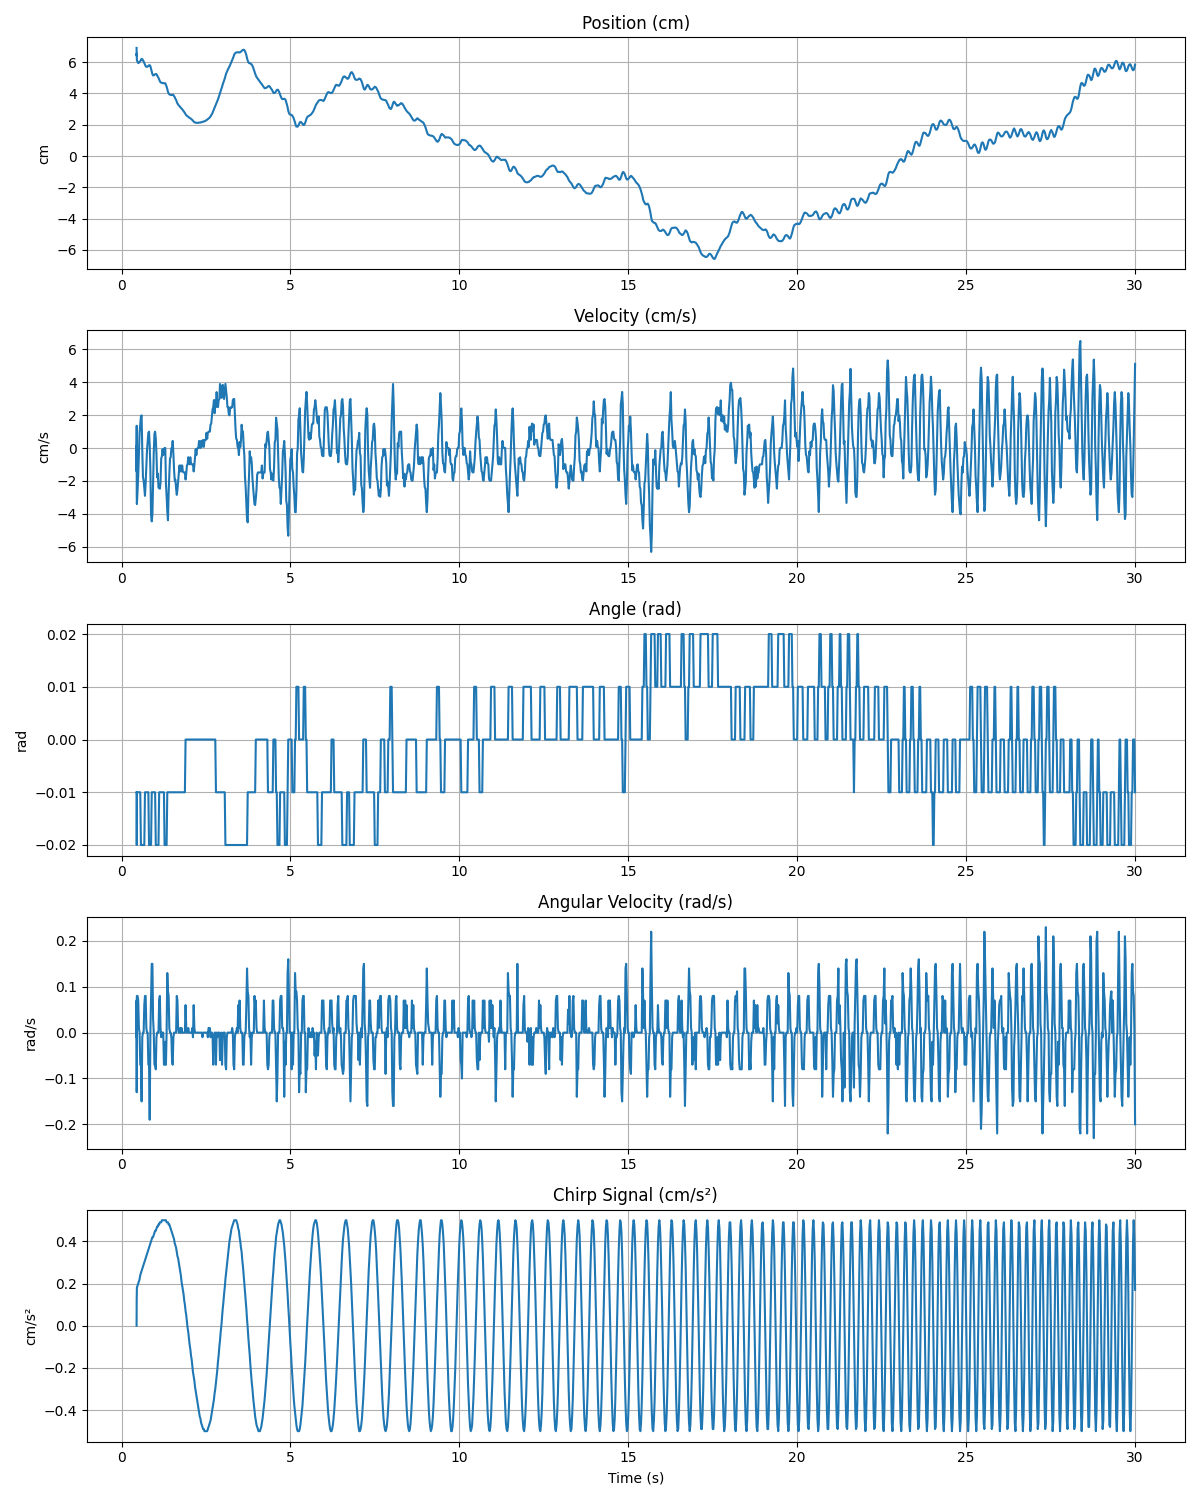 Position (cm)
6
4
2
0
−2
−4
−6
cm
0 5 10 15 20 25 30
Velocity (cm/s)
6
4
2
0
−2
−4
−6
cm/s
0 5 10 15 20 25 30
Angle (rad)
0.02
0.01
0.00
−0.01
−0.02
rad
0 5 10 15 20 25 30
Angular Velocity (rad/s)
0.2
0.1
0.0
−0.1
−0.2
rad/s
0 5 10 15 20 25 30
Chirp Signal (cm/s²)
0.4
0.2
0.0
−0.2
−0.4
cm/s²
0 5 10 15 20 25 30
Time (s)